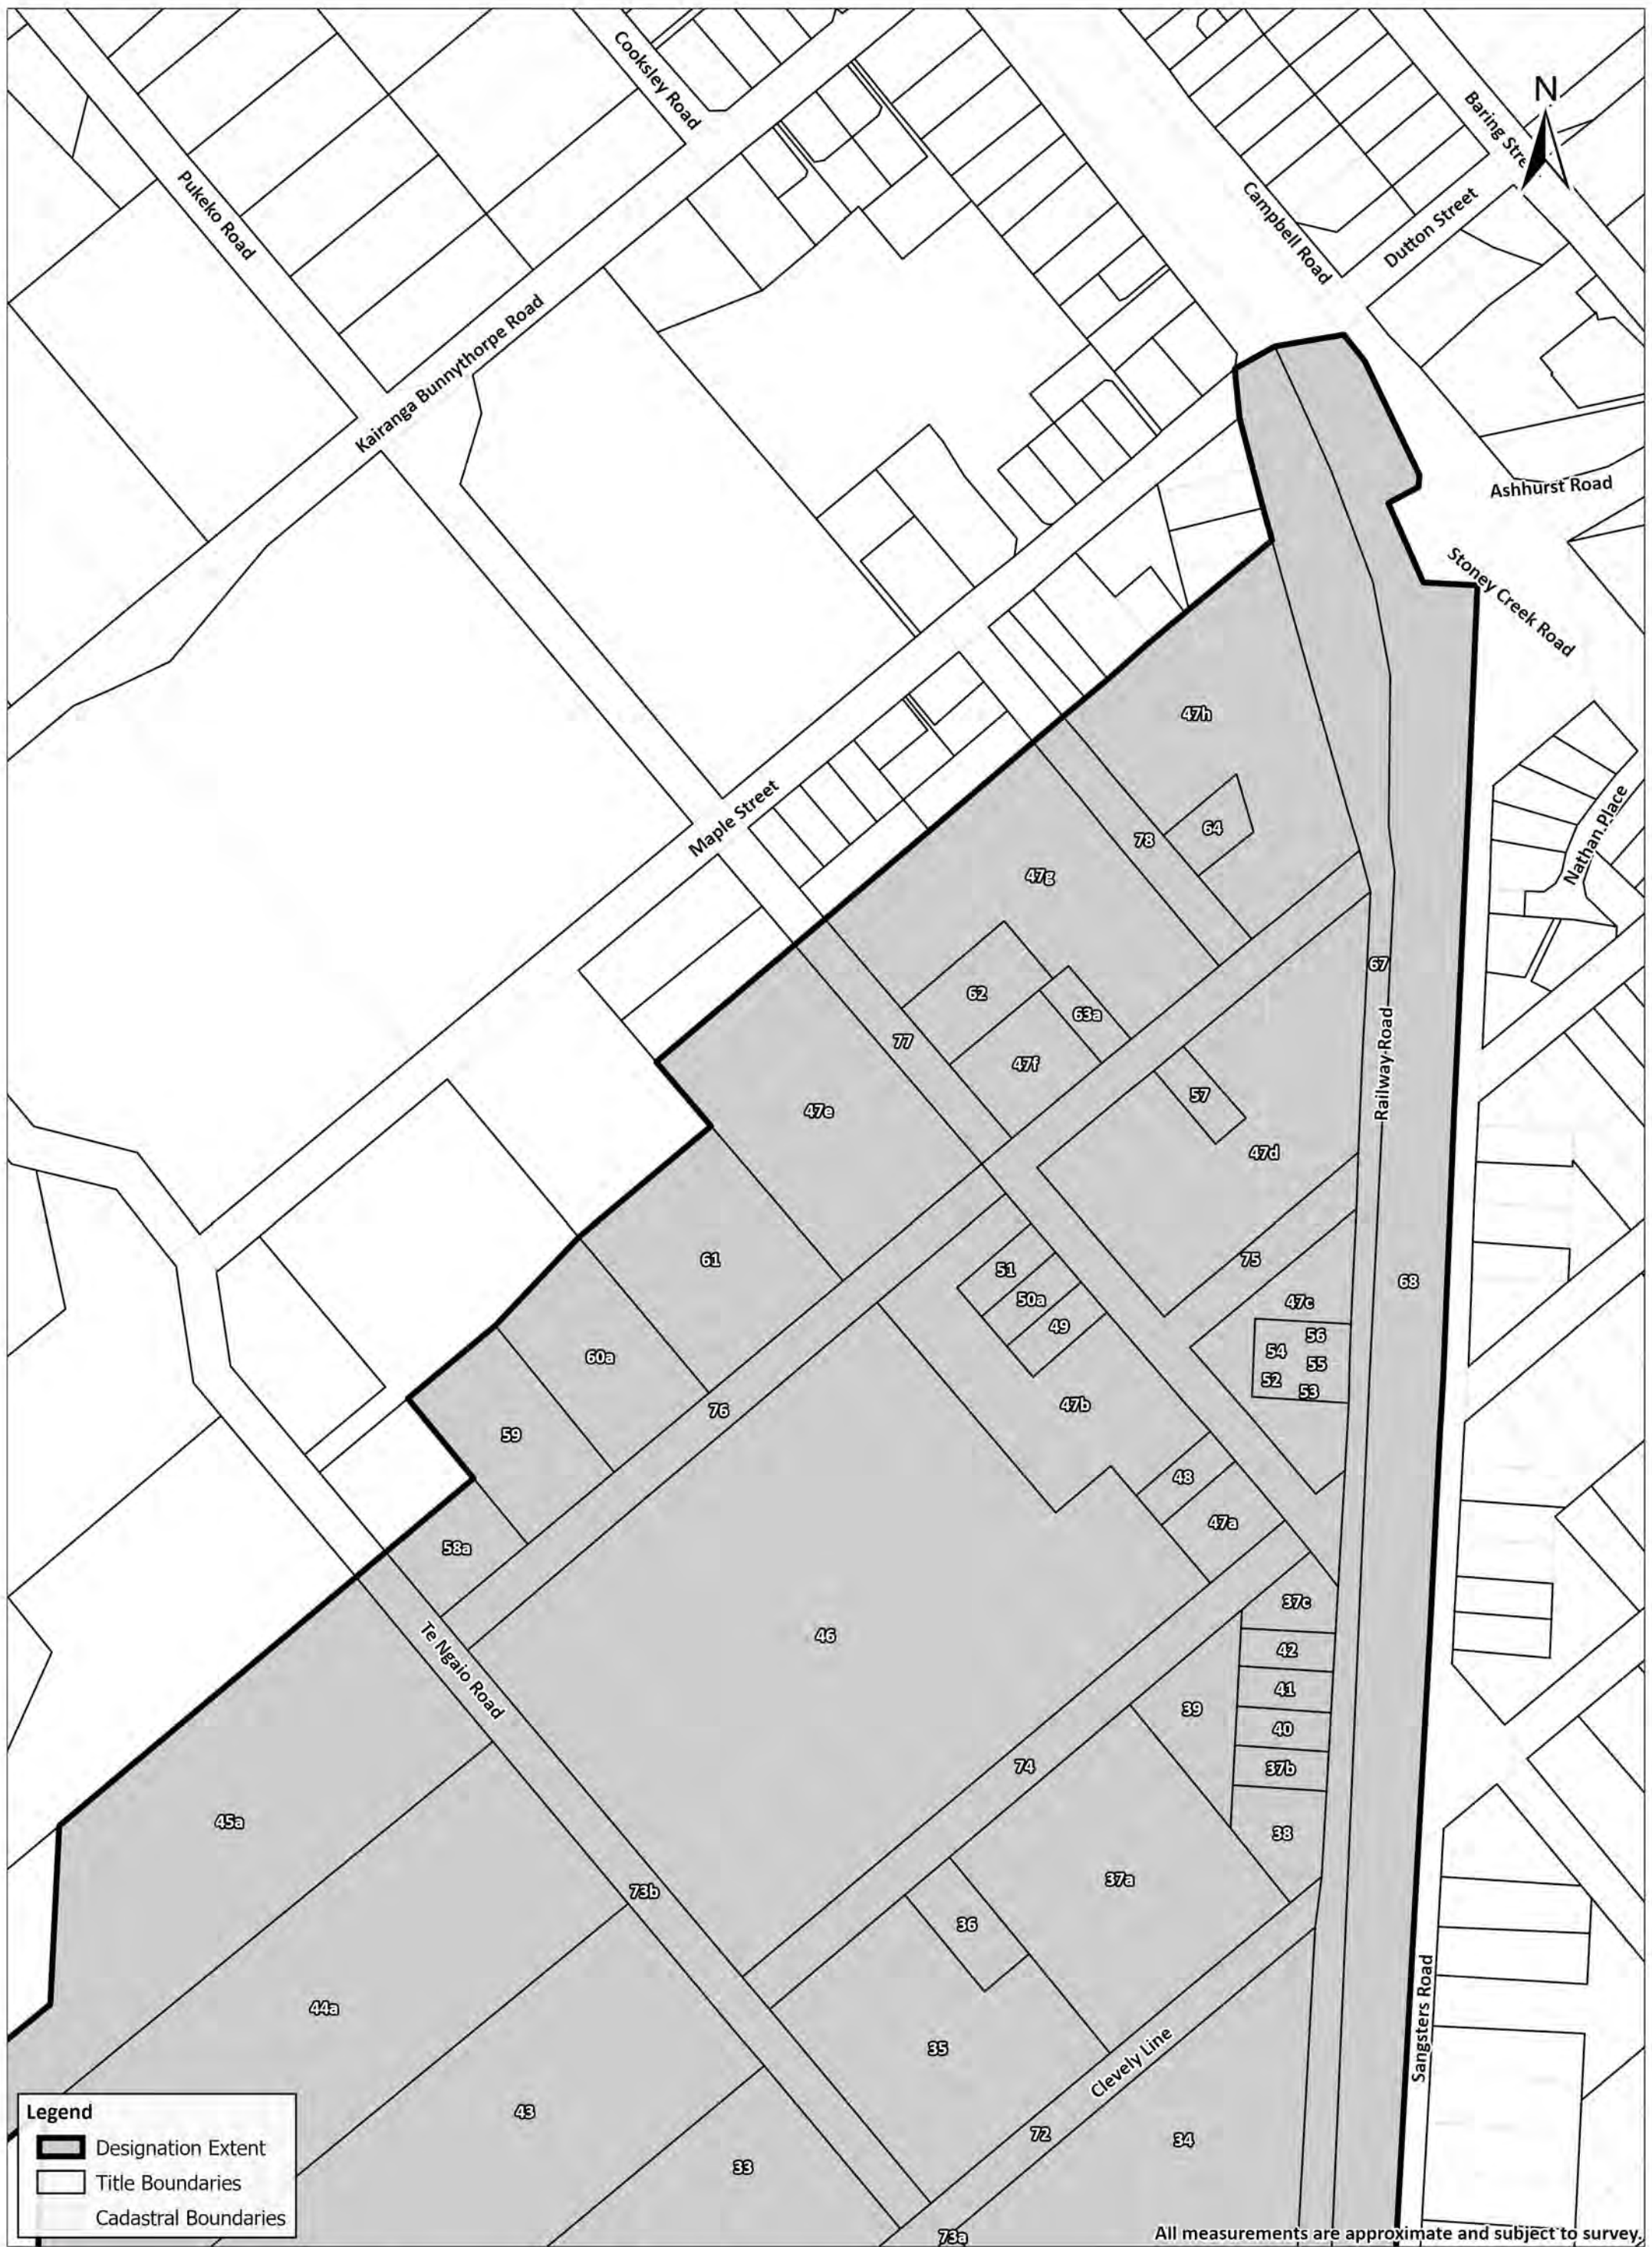 Cooksley Road
N
Baring Stre
Pukeko Road
Campbell Road
Dutton Street
Kairanga Bunnythorpe Road
Ashhurst Road
Stoney Creek Road
47h
Maple Street
Nathan Place
78
64
47g
67
62
63a
77
47f
Railway Road
57
47e
47d
61
75
51
68
50a
47c
49
56
54
55
60a
52
53
76
47b
59
48
47a
58a
37c
46
42
Te Ngaio Road
41
39
40
74
37b
45a
38
37a
73b
36
44a
35
Sangsters Road
Clevely Line
43
72
34
33
73a
Legend
Designation Extent
Title Boundaries
Cadastral Boundaries
All measurements are approximate and subject to survey.